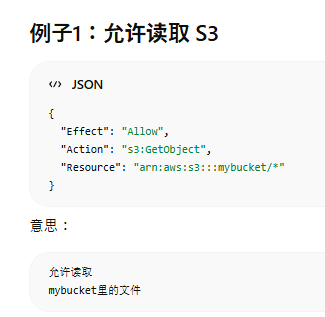 例子1：允许读取 S3
</> JSON
{
  "Effect": "Allow",
  "Action": "s3:GetObject",
  "Resource": "arn:aws:s3:::mybucket/*"
}
意思：
允许读取
mybucket里的文件